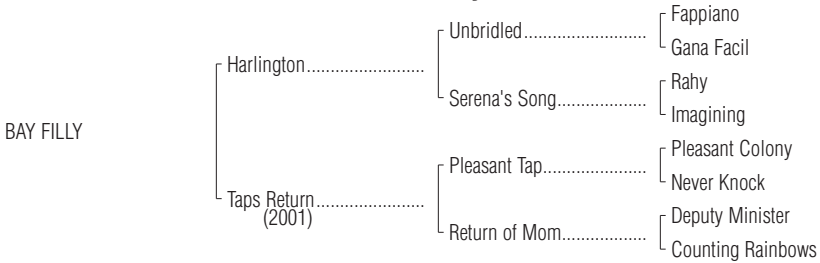 Fappiano
Unbridled..........................
Gana Facil
Harlington.........................
Rahy
Serena's Song...................
Imagining
BAY FILLY
Pleasant Colony
Pleasant Tap......................
Never Knock
Taps Return.......................
(2001)
Deputy Minister
Return of Mom..................
Counting Rainbows